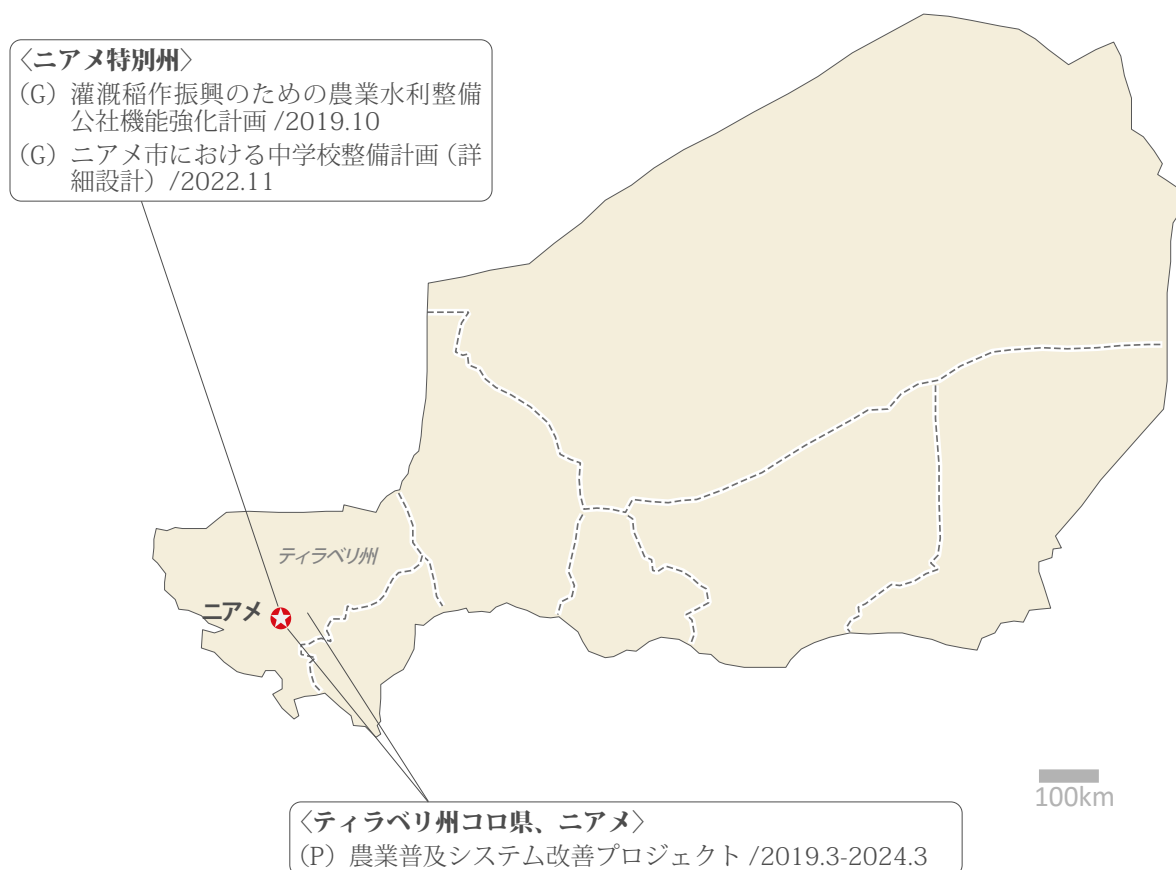 〈ニアメ特別州〉
(G) 灌漑稲作振興のための農業水利整備
公社機能強化計画 /2019.10
(G) ニアメ市における中学校整備計画（詳
細設計）/2022.11
ティラベリ州
ニアメ
100km
〈ティラベリ州コロ県、ニアメ〉
(P) 農業普及システム改善プロジェクト /2019.3-2024.3